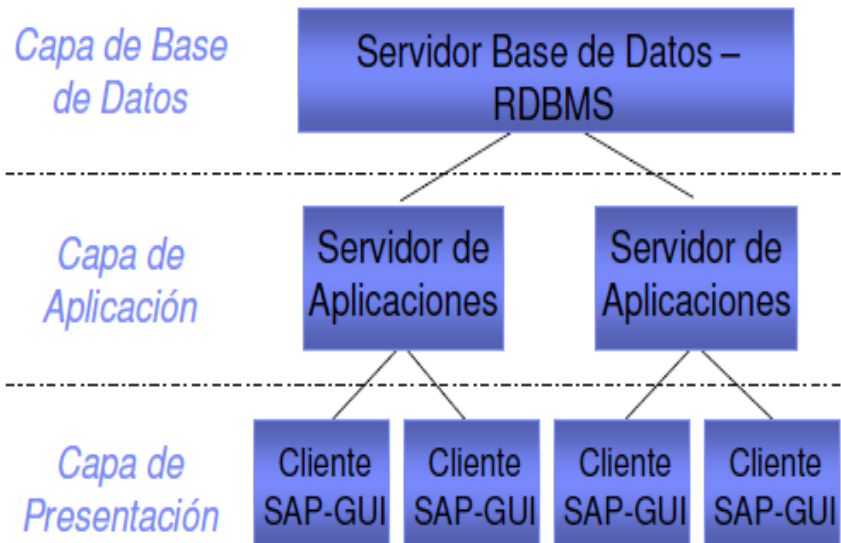 Capa de Base
de Datos
Servidor Base de Datos –
RDBMS
Capa de
Aplicación
Servidor de
Aplicaciones
Servidor de
Aplicaciones
Capa de
Presentación
Cliente
SAP-GUI
Cliente
SAP-GUI
Cliente
SAP-GUI
Cliente
SAP-GUI